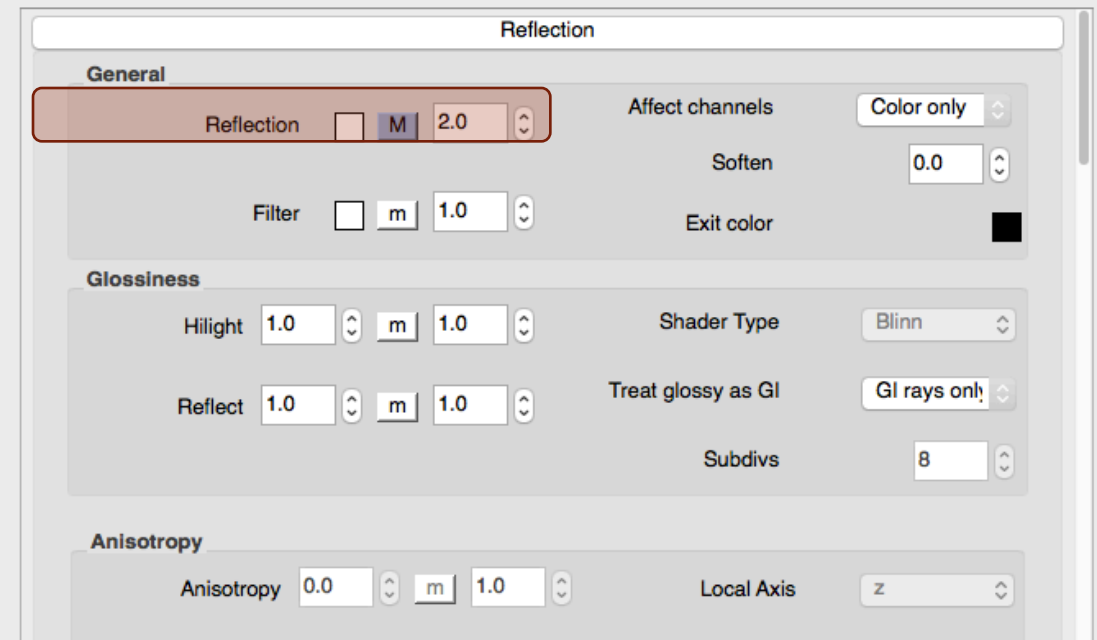 Reflection
General
Reflection M 2.0 Affect channels Color only
Soften 0.0
Filter m 1.0 Exit color
Glossiness
Hilight 1.0 m 1.0 Shader Type Blinn
Reflect 1.0 m 1.0 Treat glossy as GI GI rays only
Subdivs 8
Anisotropy
Anisotropy 0.0 m 1.0 Local Axis z